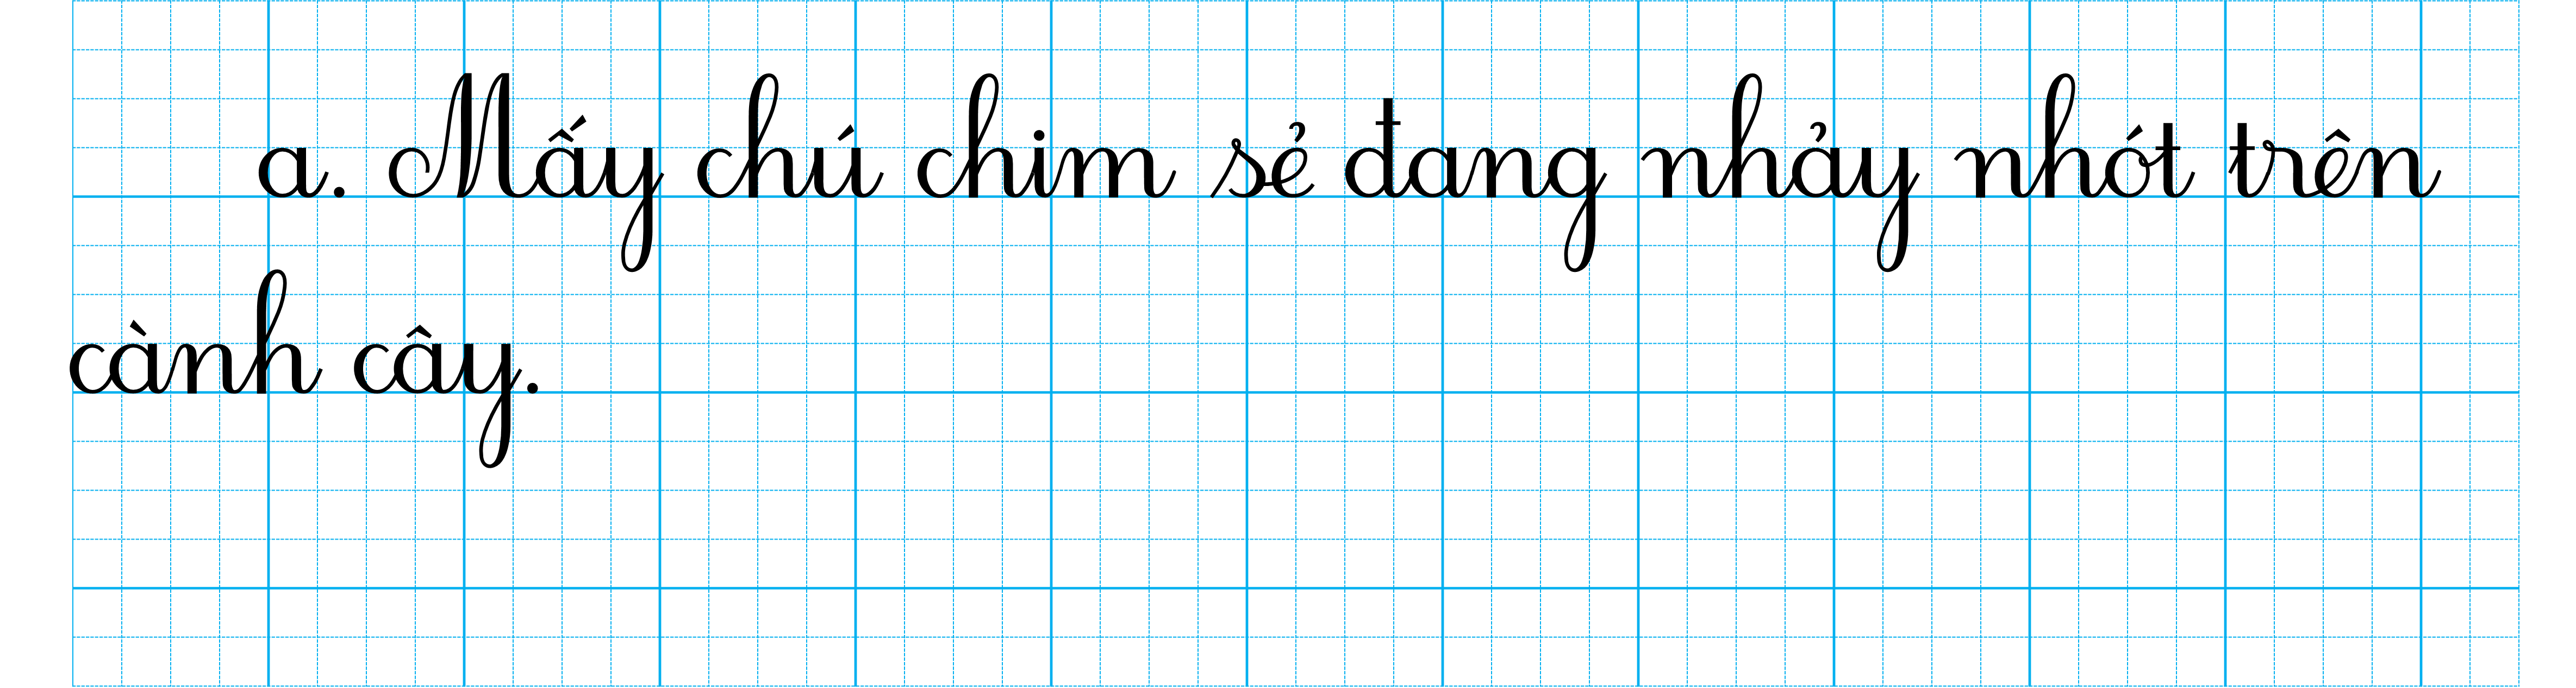 a. Mấy chú chim sẻ đang nhảy nhót trên
cành cây.